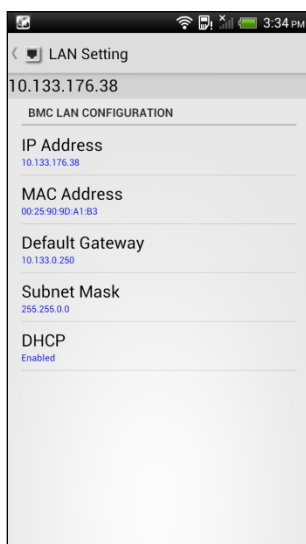 3:34 PM
LAN Setting
10.133.176.38
BMC LAN CONFIGURATION
IP Address
10.133.176.38
MAC Address
00:25:90:9D:A1:B3
Default Gateway
10.133.0.250
Subnet Mask
255.255.0.0
DHCP
Enabled